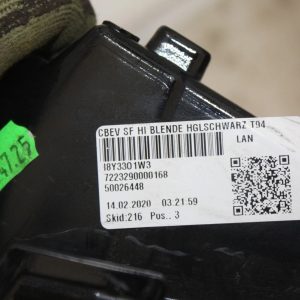 CBEV SF HI BLENDE HGLSCHWARZ T94
LAN
I8Y3301W3
7223290000168
50026448
14.02.2020 03:21:59
Skid:216 Pos.: 3